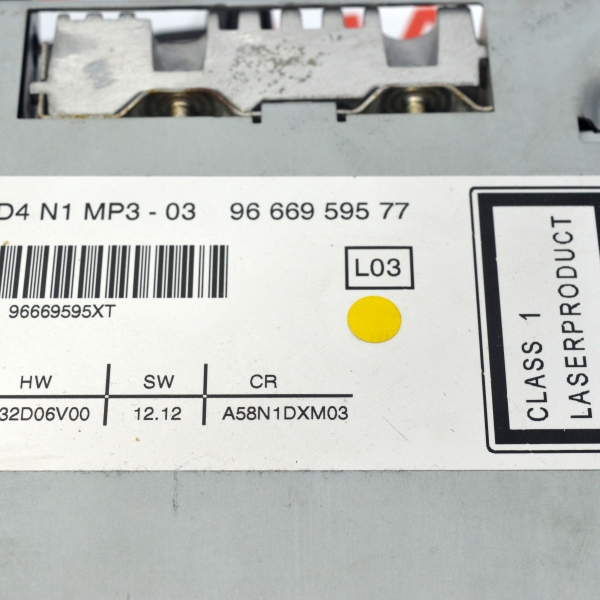 D4 N1 MP3 - 03 96 669 595 77
L03
96669595XT
HW SW CR
32D06V00 12.12 A58N1DXM03
CLASS 1
LASERPRODUCT